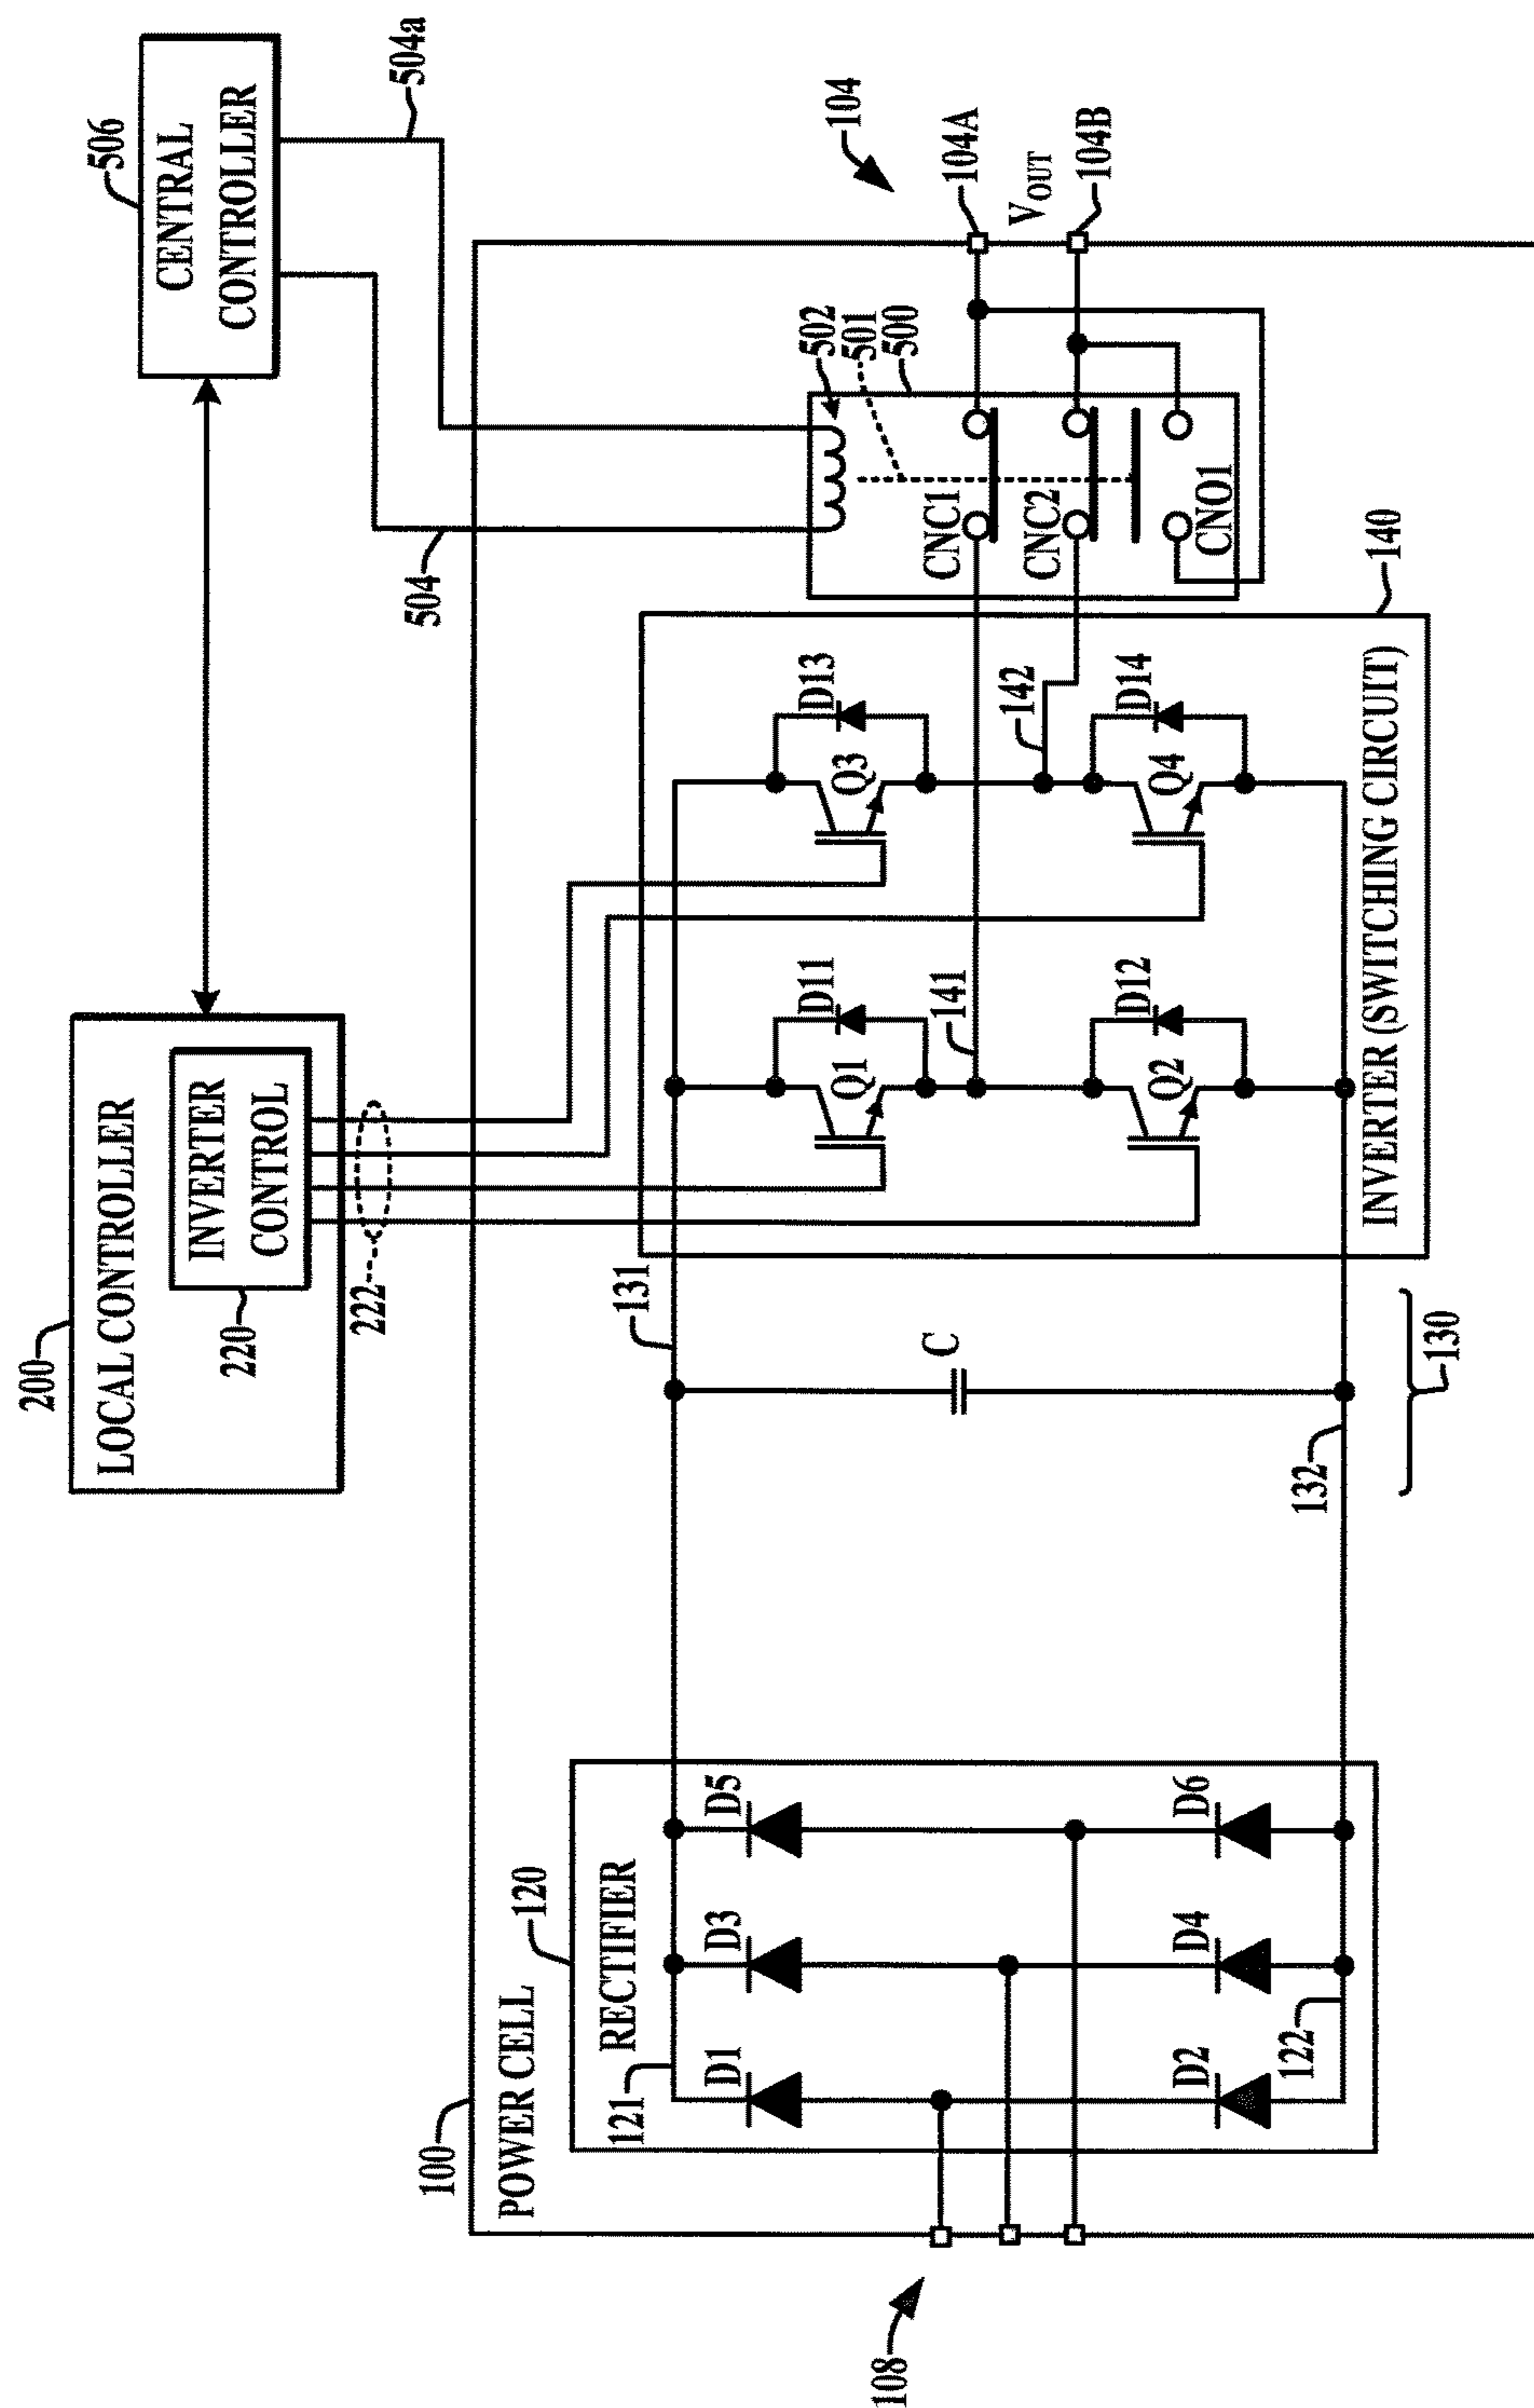 200
LOCAL CONTROLLER
INVERTER
CONTROL
220
222
506
CENTRAL
CONTROLLER
504a
504
100
POWER CELL
120
RECTIFIER
121
D1
D3
D5
D2
D4
D6
122
108
131
C
132
130
Q1
D11
141
Q2
D12
Q3
D13
142
Q4
D14
INVERTER (SWITCHING CIRCUIT)
140
502
501
500
CNC1
CNC2
CNO1
104
104A
VOUT
104B